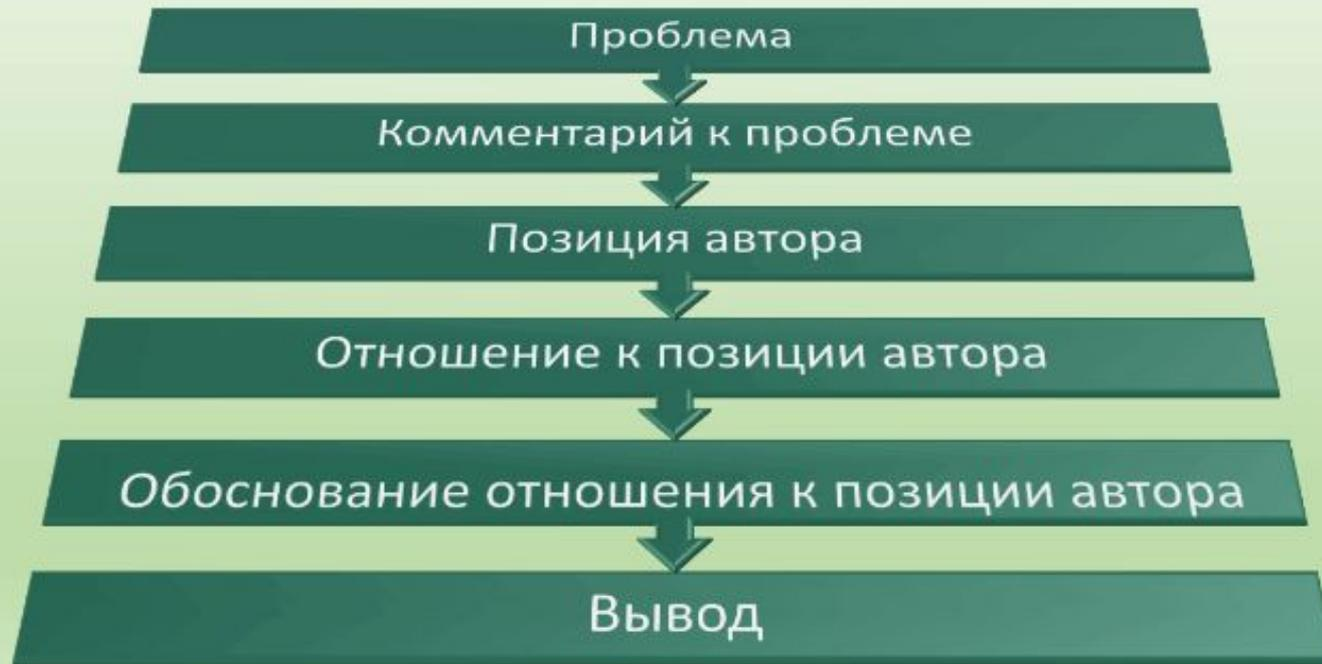 Проблема
Комментарий к проблеме
Позиция автора
Отношение к позиции автора
Обоснование отношения к позиции автора
Вывод